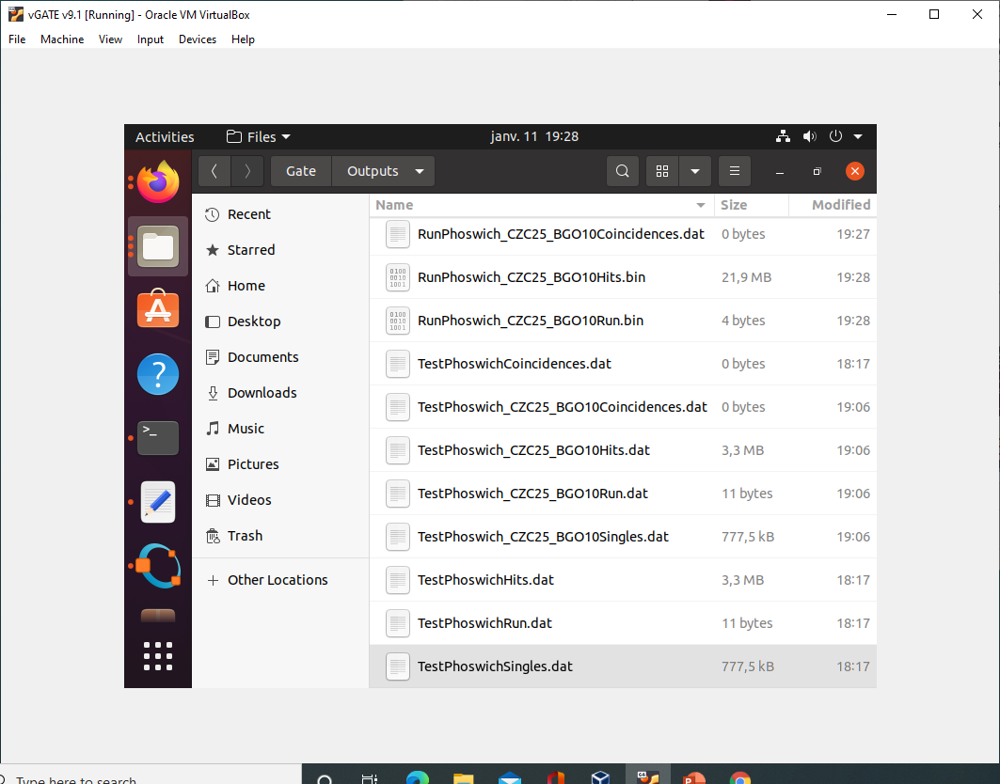 vGATE v9.1 [Running] - Oracle VM VirtualBox
File Machine View Input Devices Help
Activities Files janv. 11 19:28
Gate Outputs
Recent
Starred
Home
Desktop
Documents
Downloads
Music
Pictures
Videos
Trash
Other Locations
Name Size Modified
RunPhoswich_CZC25_BGO10Coincidences.dat 0 bytes 19:27
RunPhoswich_CZC25_BGO10Hits.bin 21,9 MB 19:28
RunPhoswich_CZC25_BGO10Run.bin 4 bytes 19:28
TestPhoswichCoincidences.dat 0 bytes 18:17
TestPhoswich_CZC25_BGO10Coincidences.dat 0 bytes 19:06
TestPhoswich_CZC25_BGO10Hits.dat 3,3 MB 19:06
TestPhoswich_CZC25_BGO10Run.dat 11 bytes 19:06
TestPhoswich_CZC25_BGO10Singles.dat 777,5 kB 19:06
TestPhoswichHits.dat 3,3 MB 18:17
TestPhoswichRun.dat 11 bytes 18:17
TestPhoswichSingles.dat 777,5 kB 18:17
Type here to search